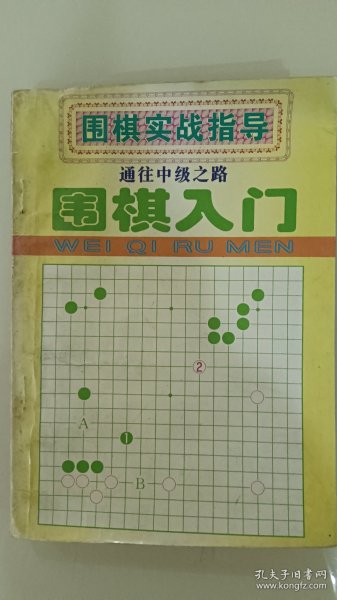 围棋实战指导
通往中级之路
围棋入门
WEI QI RU MEN
2
A
1
B
孔夫子旧书网
kongfz.com